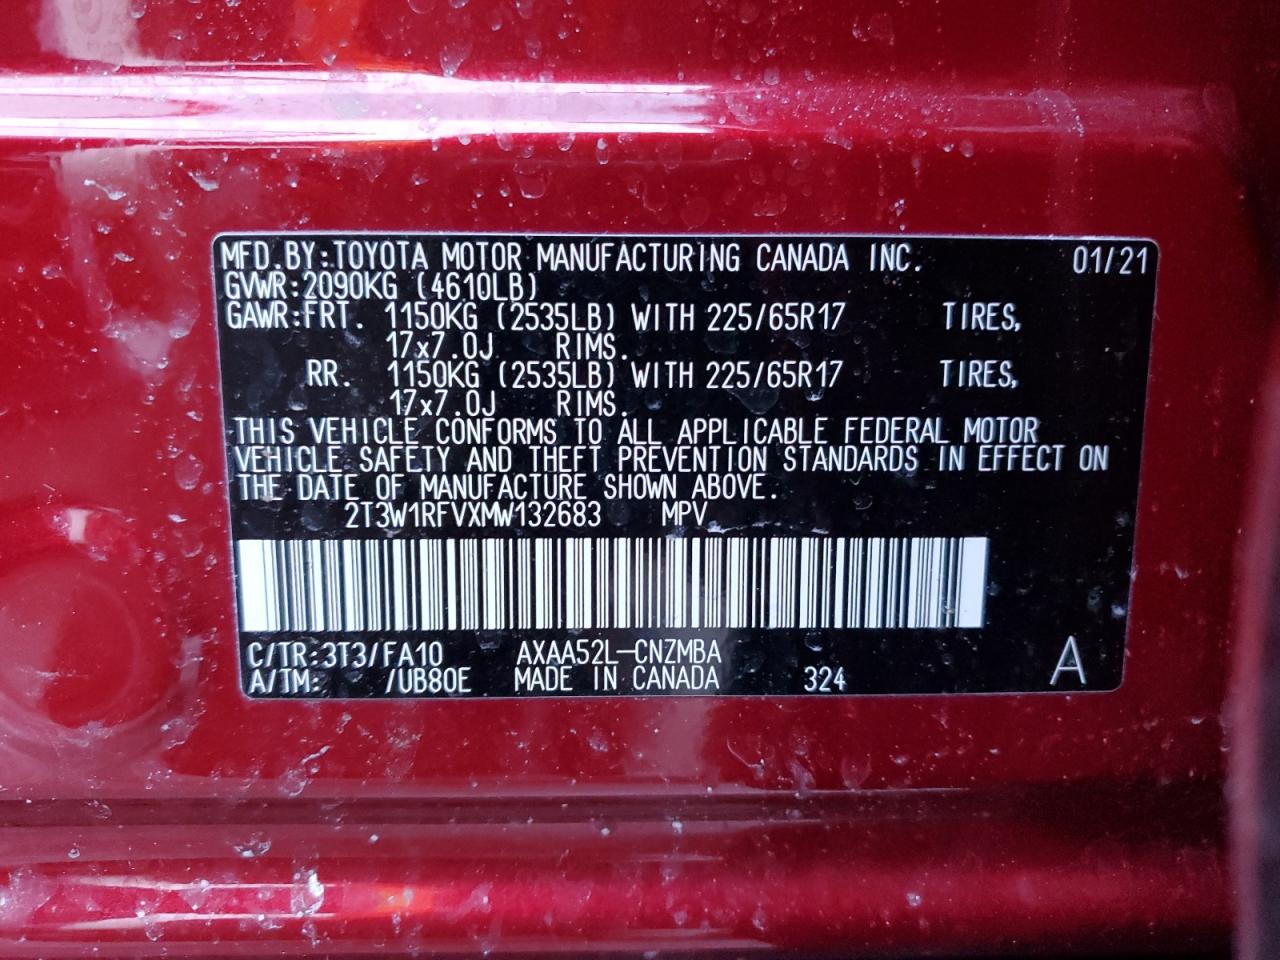 MFD.BY:TOYOTA MOTOR MANUFACTURING CANADA INC. 01/21
GVWR:2090KG (4610LB)
GAWR:FRT. 1150KG (2535LB) WITH 225/65R17 TIRES,
17x7.0J RIMS.
RR. 1150KG (2535LB) WITH 225/65R17 TIRES,
17x7.0J RIMS.
THIS VEHICLE CONFORMS TO ALL APPLICABLE FEDERAL MOTOR
VEHICLE SAFETY AND THEFT PREVENTION STANDARDS IN EFFECT ON
THE DATE OF MANUFACTURE SHOWN ABOVE.
2T3W1RFVXMW132683 MPV
C/TR:3T3/FA10 AXAA52L-CNZMBA
A/TM: /UB80E MADE IN CANADA 324 A